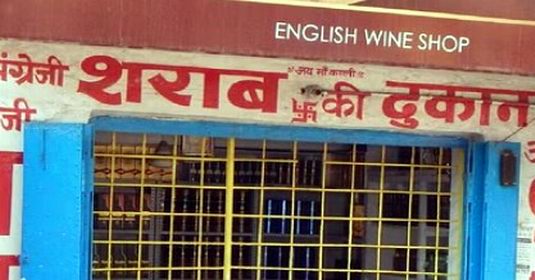 ENGLISH WINE SHOP
जय माँ काली
अंग्रेजी शराब की दुकान